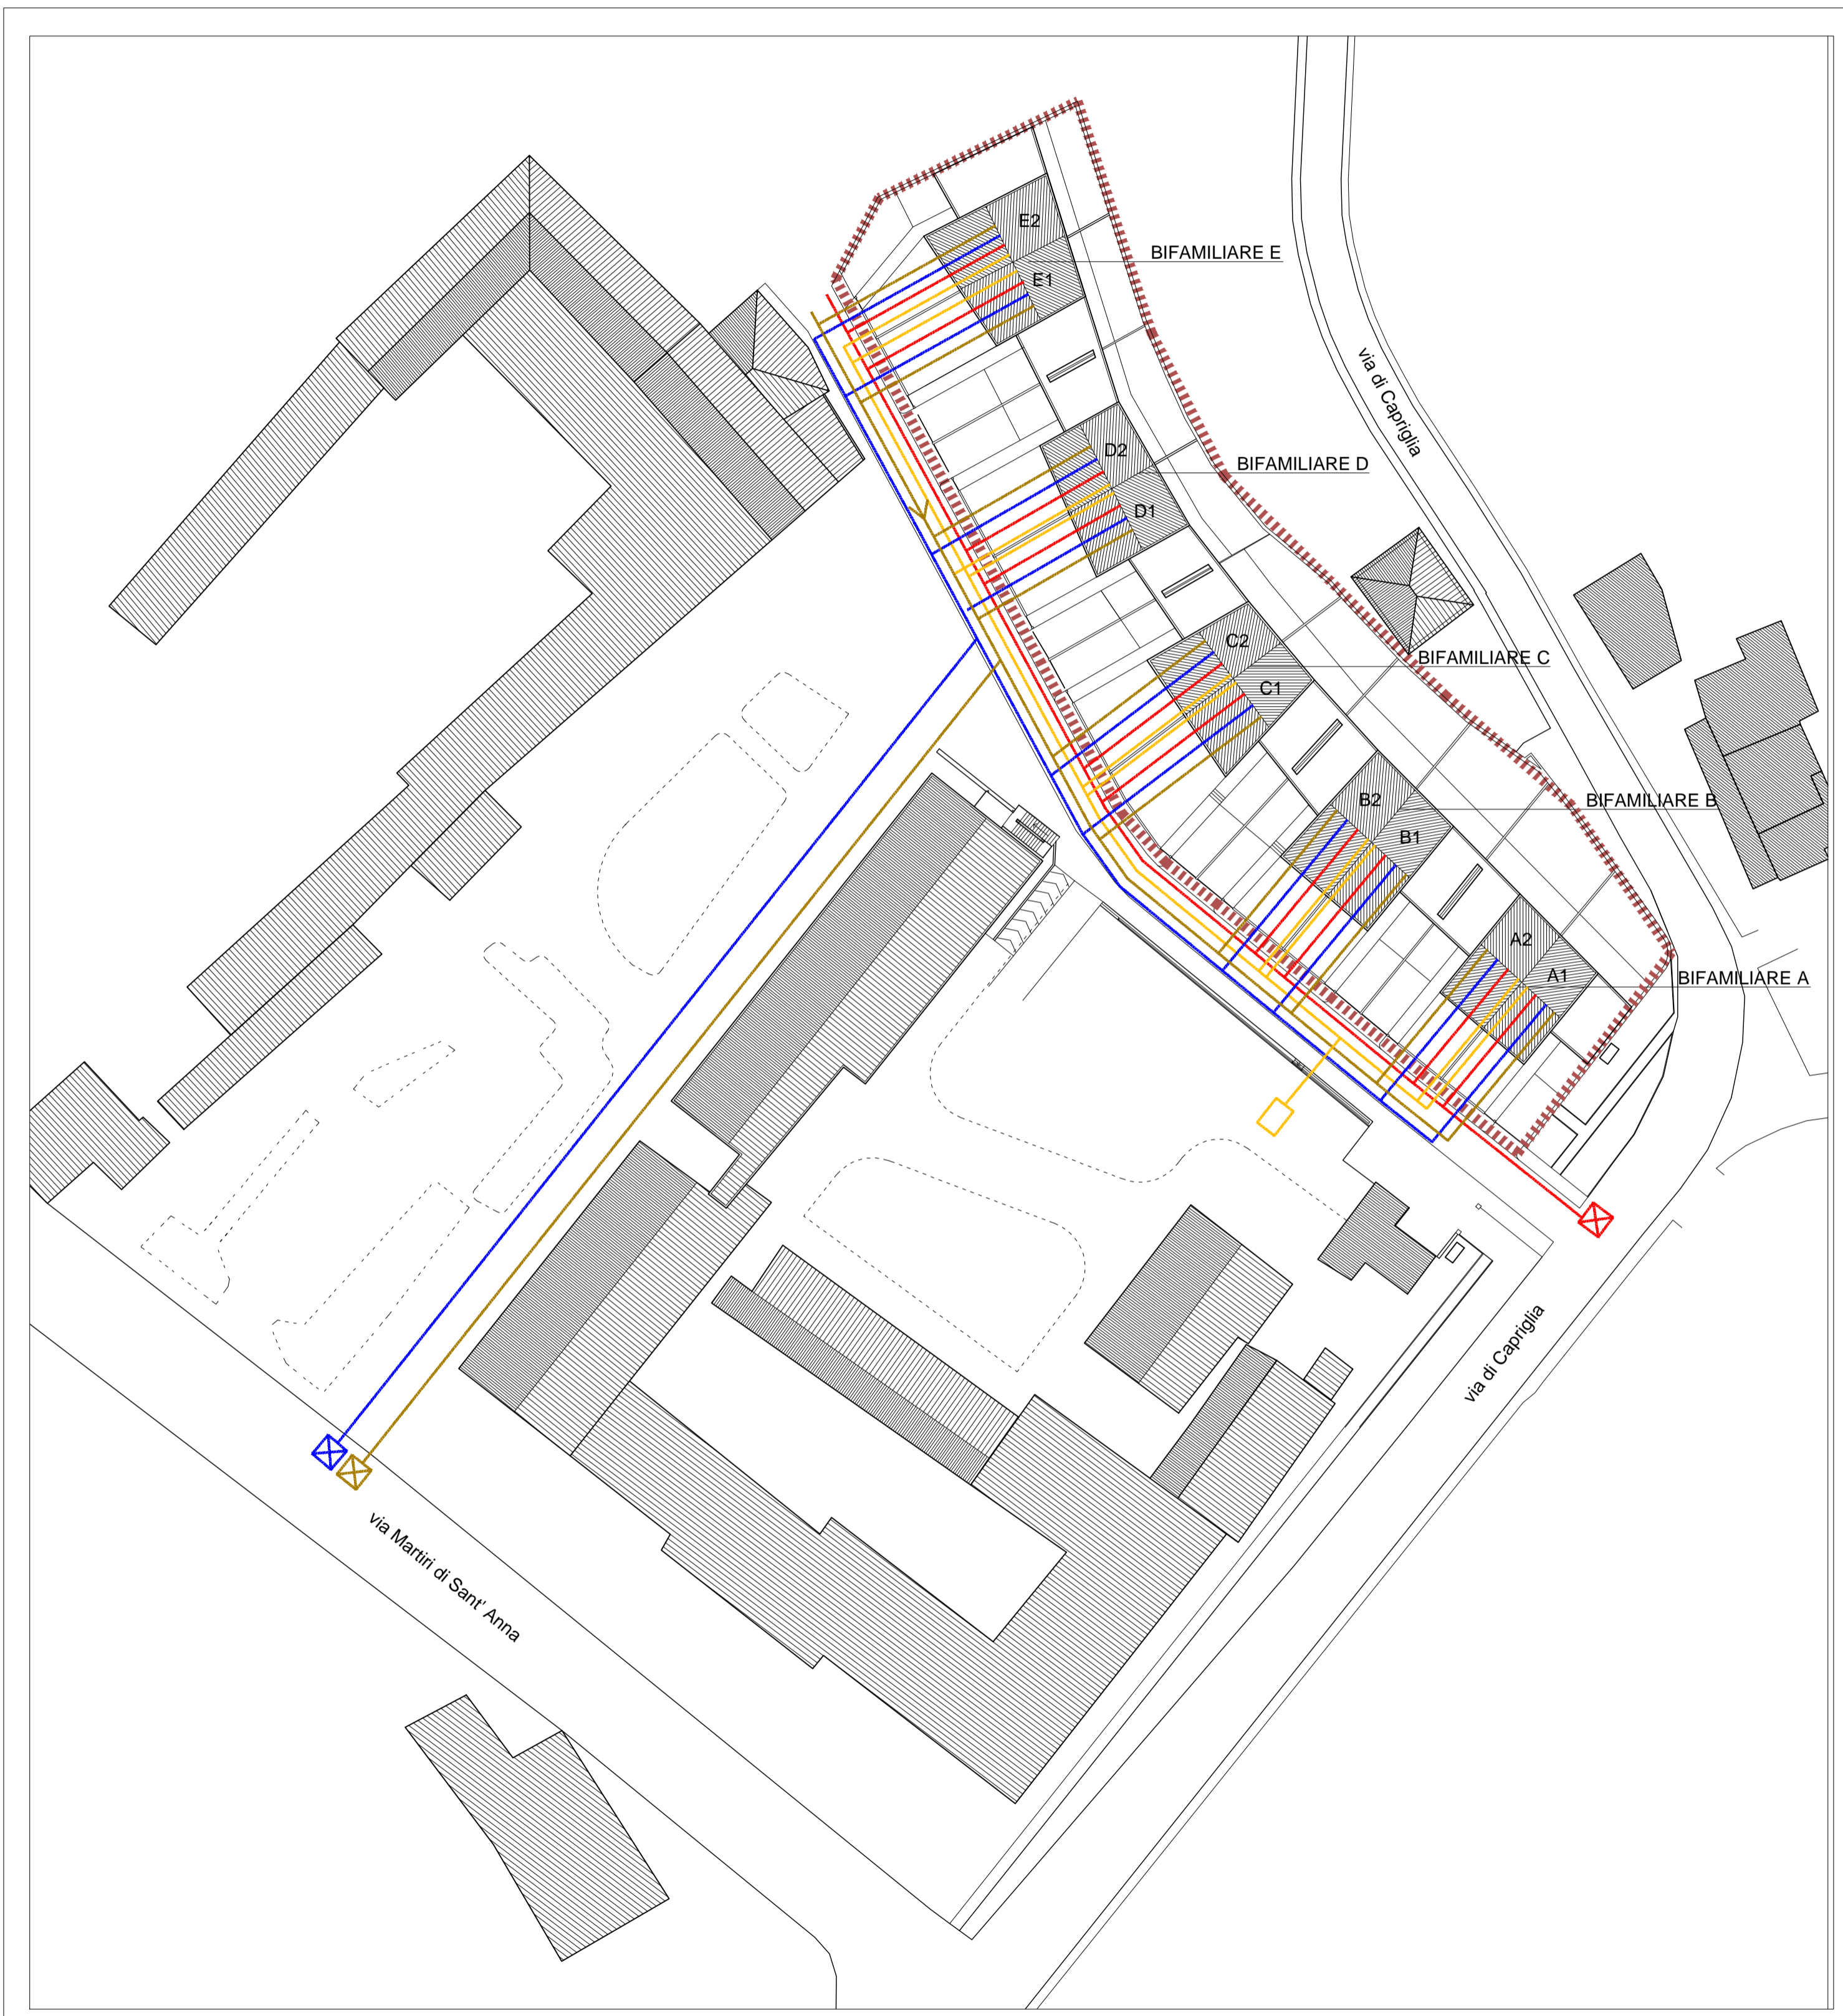 E2
BIFAMILIARE E
E1
via di Capriglia
D2
BIFAMILIARE D
D1
C2
BIFAMILIARE C
C1
B2
BIFAMILIARE B
B1
A2
A1
BIFAMILIARE A
via di Capriglia
via Martiri di Sant' Anna